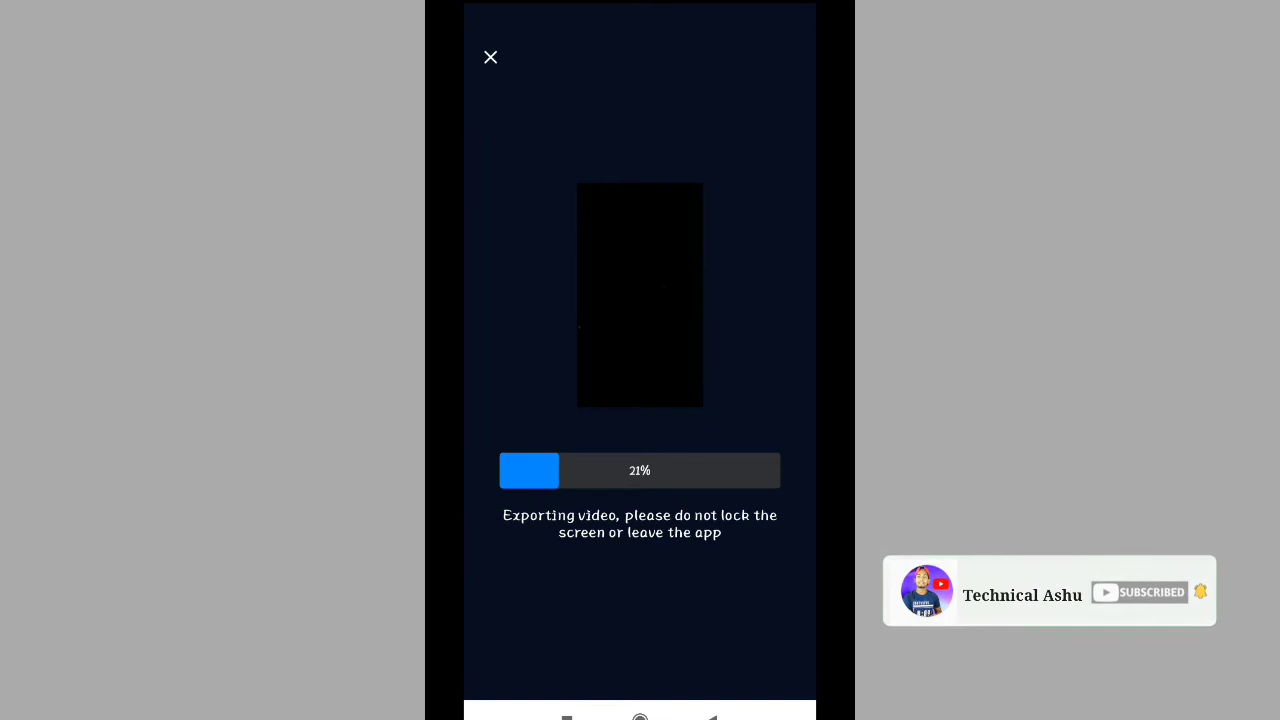 21%
Exporting video, please do not lock the
screen or leave the app
Technical Ashu
SUBSCRIBED